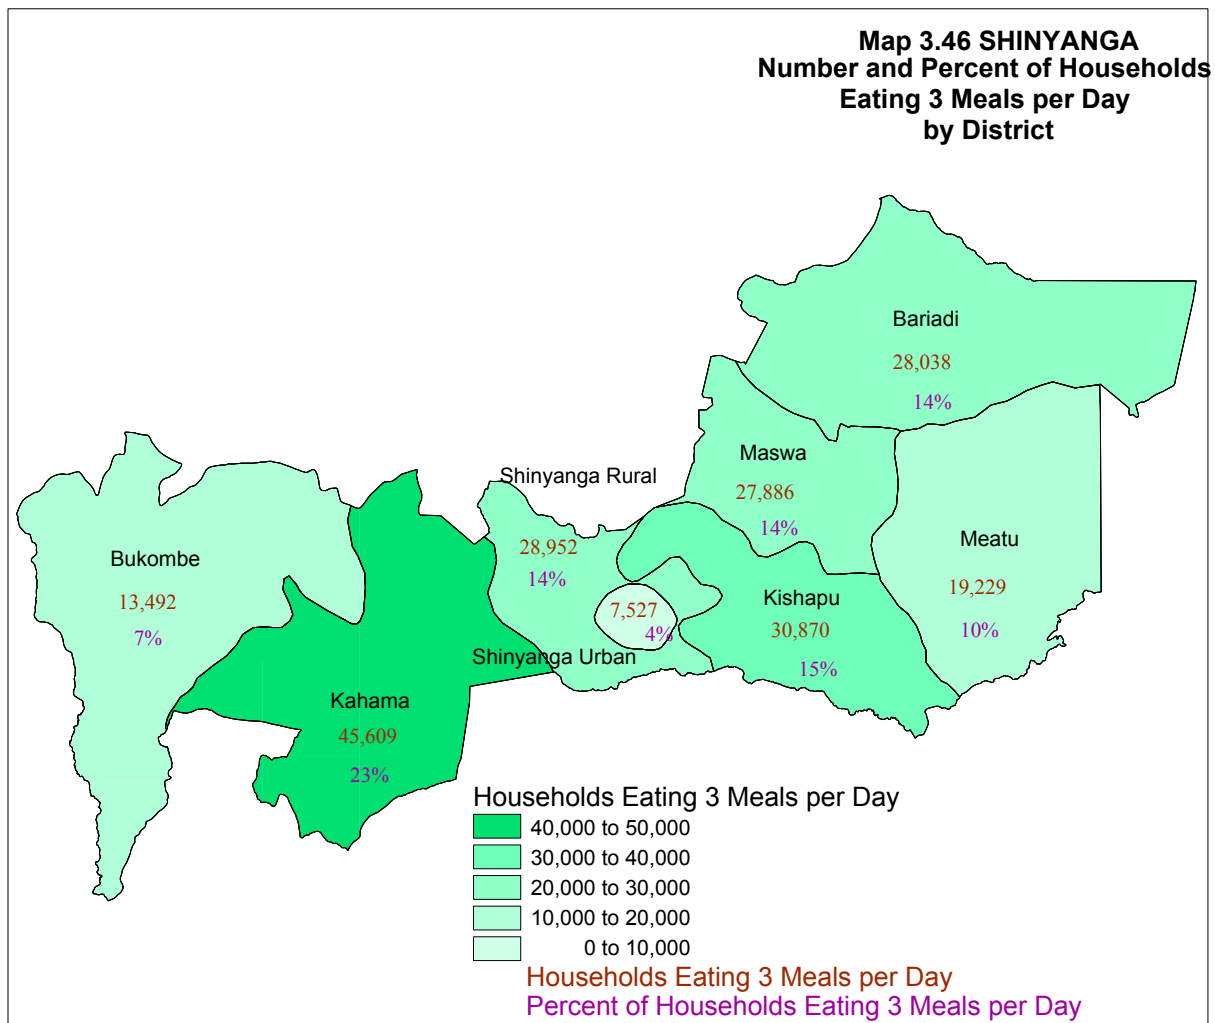 Map 3.46 SHINYANGA
Number and Percent of Households
Eating 3 Meals per Day
by District
Bariadi
28,038
14%
Maswa
27,886
14%
Shinyanga Rural
28,952
14%
Meatu
19,229
10%
Bukombe
13,492
7%
Kishapu
30,870
15%
7,527
4%
Shinyanga Urban
Kahama
45,609
23%
Households Eating 3 Meals per Day
40,000 to 50,000
30,000 to 40,000
20,000 to 30,000
10,000 to 20,000
0 to 10,000
Households Eating 3 Meals per Day
Percent of Households Eating 3 Meals per Day